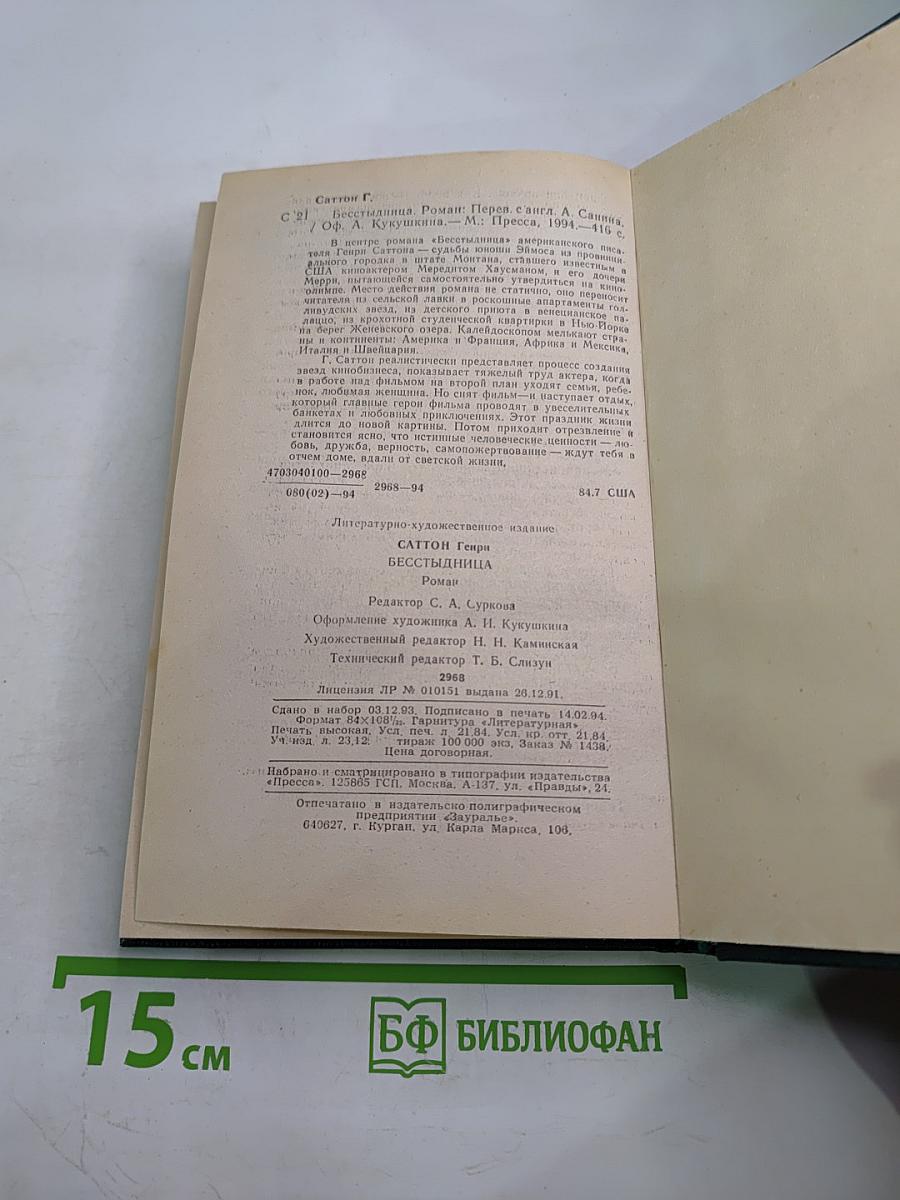 Саттон Г.
С 21 Бесстыдница. Роман: Перев. с англ. А. Санина.
/ Оф. А. Кукушкина.— М.: Пресса, 1994.—416 с.
В центре романа «Бесстыдница» американского писа-
теля Генри Саттона — судьбы юноши Эймоса из провинци-
ального городка в штате Монтана, ставшего известным в
США киноактером Мередитом Хаусманом, и его дочери
Мерри, пытающейся самостоятельно утвердиться на кино-
олимпе. Место действия романа не статично, оно переносит
читателя из сельской лавки в роскошные апартаменты гол-
ливудских звезд, из детского приюта в венецианское па-
лаццо, из крохотной студенческой квартирки в Нью-Йорке
на берег Женевского озера. Калейдоскопом мелькают стра-
ны и континенты: Америка и Франция, Африка и Мексика,
Италия и Швейцария.
Г. Саттон реалистически представляет процесс создания
звезд кинобизнеса, показывает тяжелый труд актера, когда
в работе над фильмом на второй план уходят семья, ребе-
нок, любимая женщина. Но снят фильм—и наступает отдых,
который главные герои фильма проводят в увеселительных
банкетах и любовных приключениях. Этот праздник жизни
длится до новой картины. Потом приходит отрезвление и
становится ясно, что истинные человеческие ценности — лю-
бовь, дружба, верность, самопожертвование — ждут тебя в
отчем доме, вдали от светской жизни.
4703040100—2968
080(02)—94 2968—94 84.7 США
Литературно-художественное издание
САТТОН Генри
БЕССТЫДНИЦА
Роман
Редактор С. А. Суркова
Оформление художника А. И. Кукушкина
Художественный редактор Н. Н. Каминская
Технический редактор Т. Б. Слизун
2968
Лицензия ЛР № 010151 выдана 26.12.91.
Сдано в набор 03.12.93. Подписано в печать 14.02.94.
Формат 84×108¹/₃₂. Гарнитура «Литературная»
Печать высокая. Усл. печ. л. 21,84. Усл. кр. отт. 21,84.
Уч.-изд. л. 23,12. тираж 100 000 экз. Заказ № 1438.
Цена договорная.
Набрано и сматрицировано в типографии издательства
«Пресса». 125865 ГСП, Москва, А-137, ул. «Правды», 24.
Отпечатано в издательско-полиграфическом
предприятии «Зауралье».
640627, г. Курган, ул. Карла Маркса, 106.
15 см
БФ БИБЛИОФАН